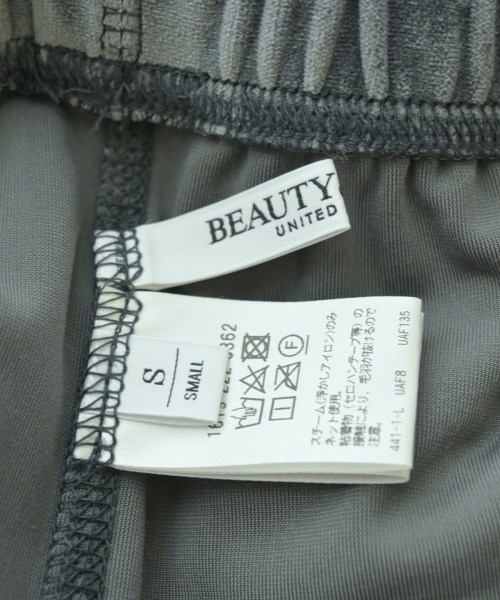 BEAUTY
UNITED
S
SMALL
スチーム(浮かしアイロン)のみ
ネット使用。
粘着物(セロハンテープ等)の
接触により、毛羽が抜けるので
注意。
441-1-L UAF8 UAF135